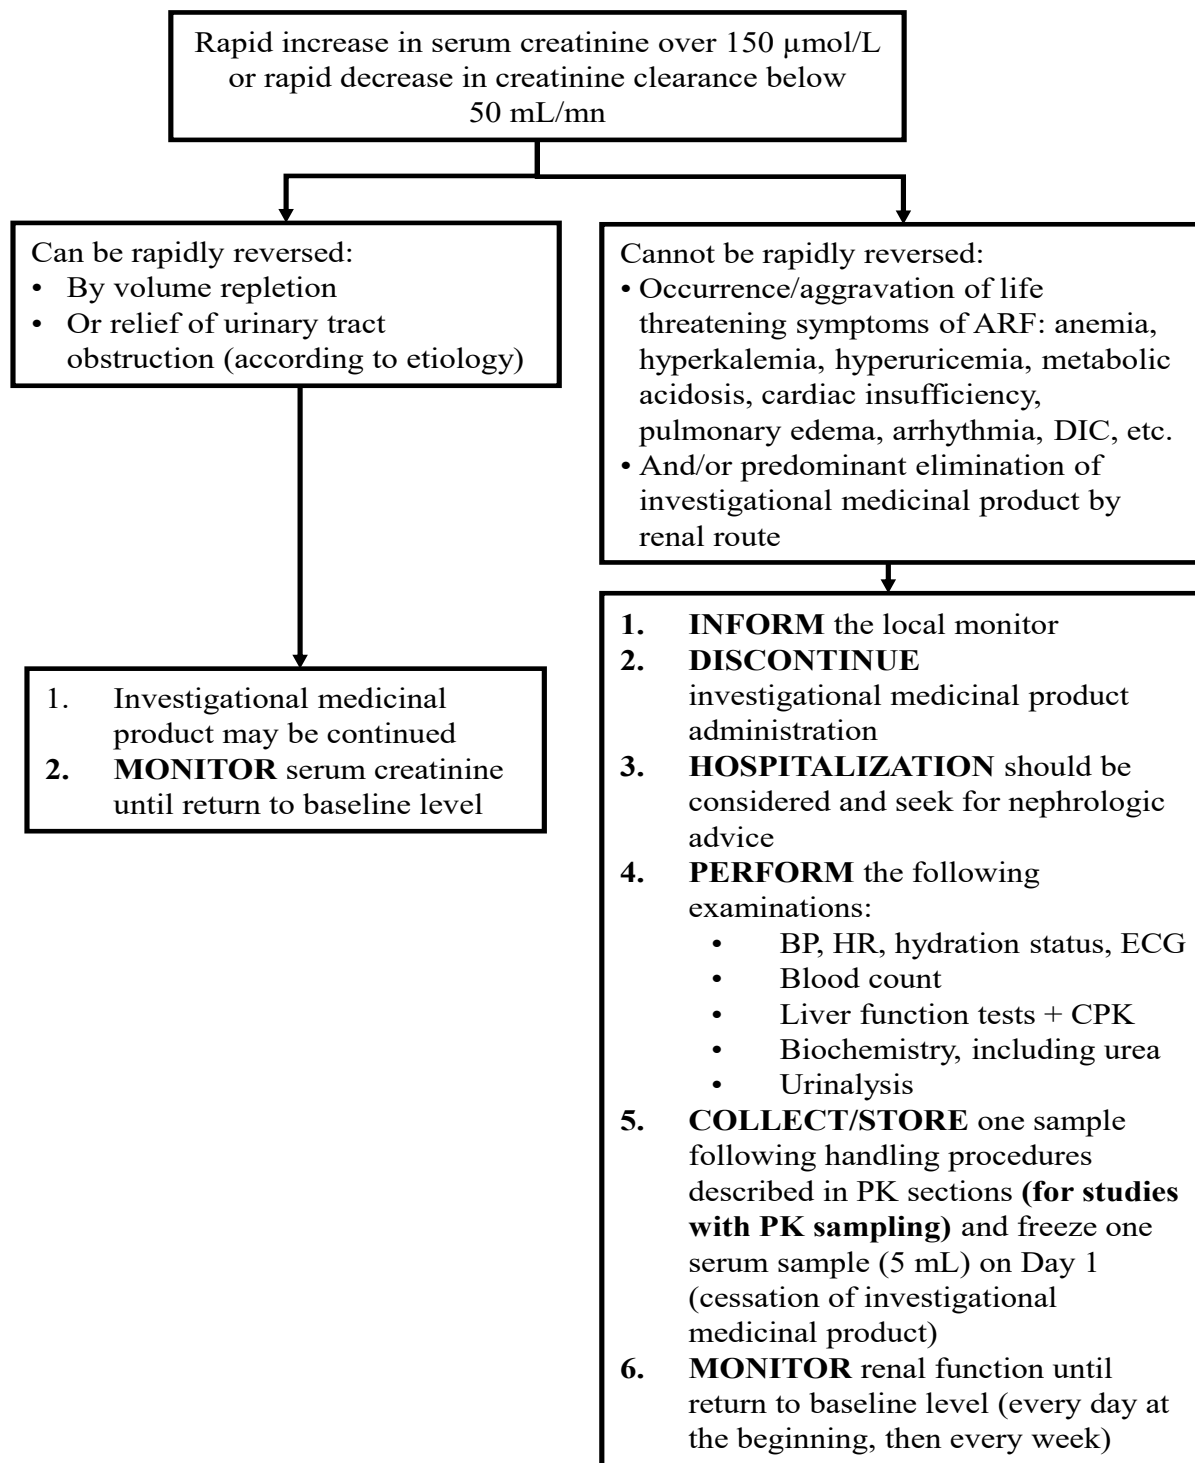 Rapid increase in serum creatinine over 150 µmol/L
or rapid decrease in creatinine clearance below
50 mL/mn
Can be rapidly reversed:
• By volume repletion
• Or relief of urinary tract
obstruction (according to etiology)
1. Investigational medicinal
product may be continued
2. MONITOR serum creatinine
until return to baseline level
Cannot be rapidly reversed:
• Occurrence/aggravation of life
threatening symptoms of ARF: anemia,
hyperkalemia, hyperuricemia, metabolic
acidosis, cardiac insufficiency,
pulmonary edema, arrhythmia, DIC, etc.
• And/or predominant elimination of
investigational medicinal product by
renal route
1. INFORM the local monitor
2. DISCONTINUE
investigational medicinal product
administration
3. HOSPITALIZATION should be
considered and seek for nephrologic
advice
4. PERFORM the following
examinations:
• BP, HR, hydration status, ECG
• Blood count
• Liver function tests + CPK
• Biochemistry, including urea
• Urinalysis
5. COLLECT/STORE one sample
following handling procedures
described in PK sections (for studies
with PK sampling) and freeze one
serum sample (5 mL) on Day 1
(cessation of investigational
medicinal product)
6. MONITOR renal function until
return to baseline level (every day at
the beginning, then every week)